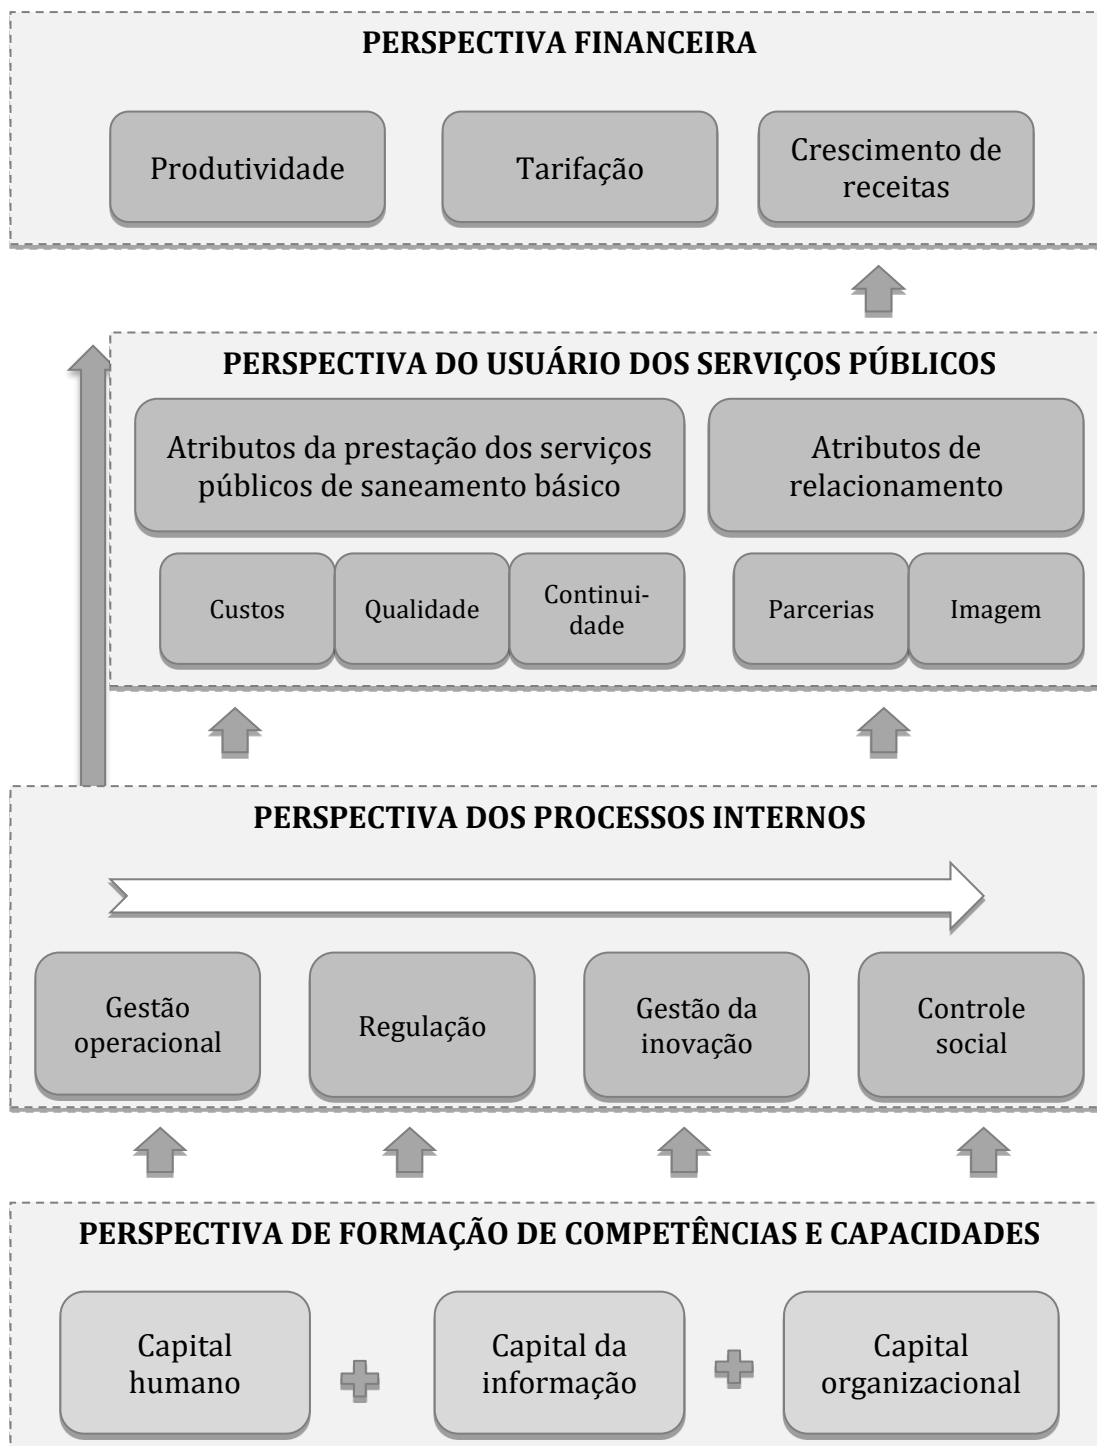 PERSPECTIVA FINANCEIRA
Produtividade
Tarifação
Crescimento de
receitas
PERSPECTIVA DO USUÁRIO DOS SERVIÇOS PÚBLICOS
Atributos da prestação dos serviços
públicos de saneamento básico
Atributos de
relacionamento
Custos
Qualidade
Continui-
dade
Parcerias
Imagem
PERSPECTIVA DOS PROCESSOS INTERNOS
Gestão
operacional
Regulação
Gestão da
inovação
Controle
social
PERSPECTIVA DE FORMAÇÃO DE COMPETÊNCIAS E CAPACIDADES
Capital
humano
Capital da
informação
Capital
organizacional